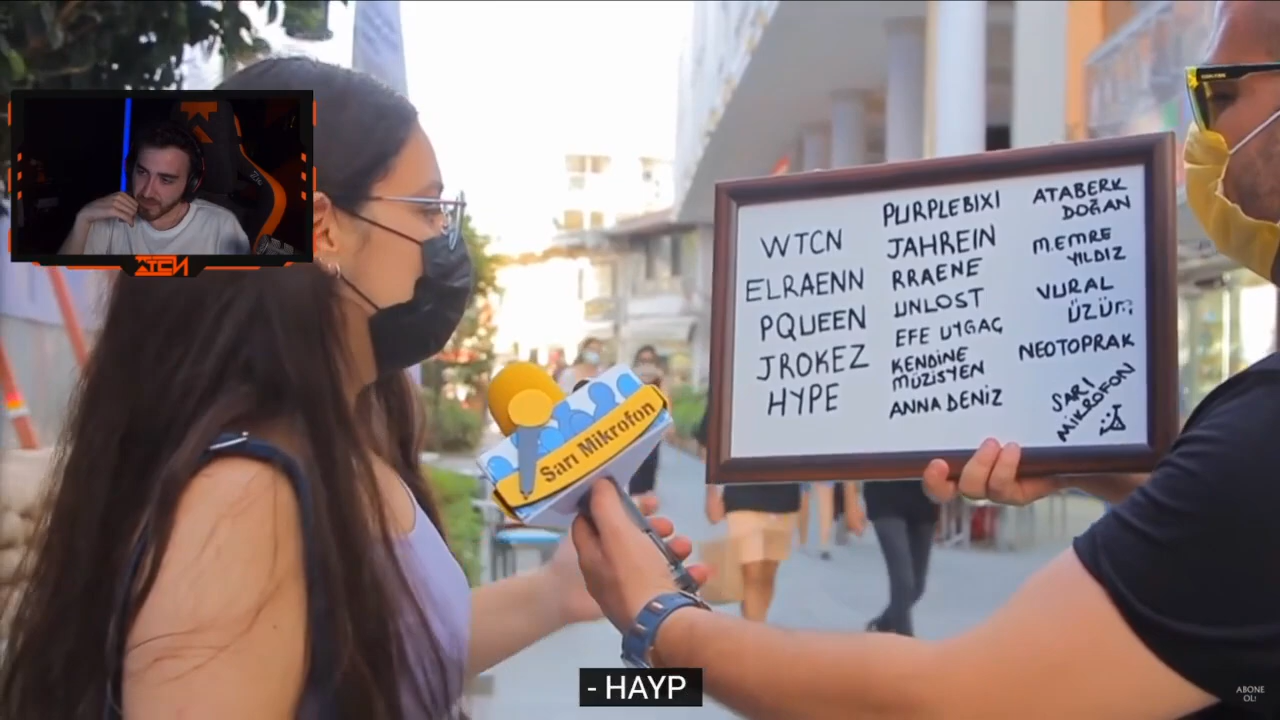 WTCN
ELRAENN
PQUEEN
JROKEZ
HYPE
PURPLEBIXI
JAHREIN
RRAENE
UNLOST
EFE UYGAÇ
KENDİNE
MÜZİSYEN
ANNA DENİZ
ATABERK
DOĞAN
M.EMRE
YILDIZ
VURAL
ÜZÜM
NEOTOPRAK
SARI
MİKROFON
Sarı Mikrofon
WTCN
- HAYP
ABONE
OL!